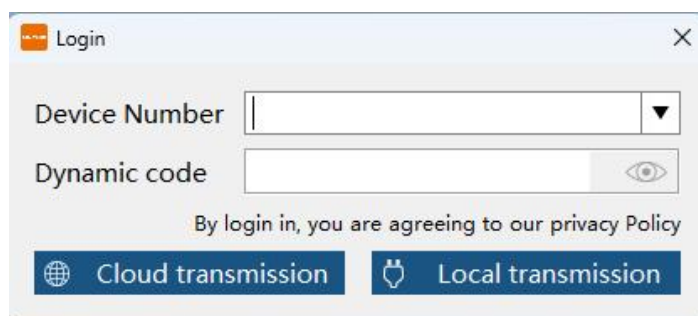 Login
Device Number
Dynamic code
By login in, you are agreeing to our privacy Policy
Cloud transmission
Local transmission